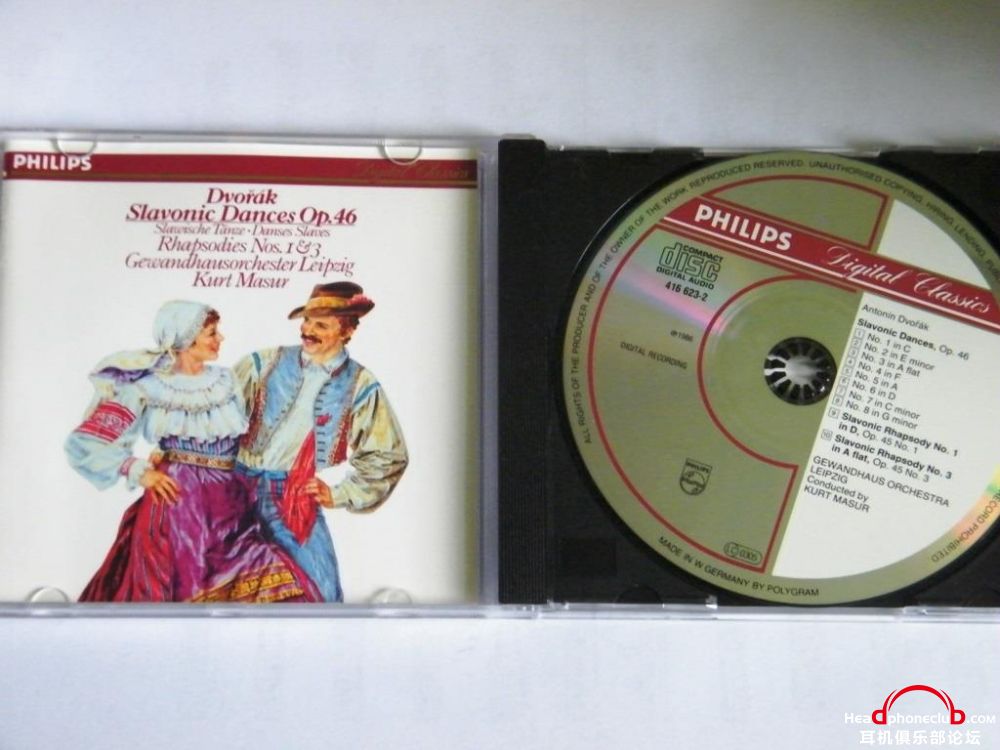 PHILIPS
Digital Classics
Dvořák
Slavonic Dances Op.46
Slawische Tänze · Danses Slaves
Rhapsodies Nos. 1 & 3
Gewandhausorchester Leipzig
Kurt Masur
ALL RIGHTS OF THE PRODUCER AND OF THE OWNER OF THE WORK REPRODUCED RESERVED. UNAUTHORISED COPYING, HIRING, LENDING,
RECORD PROHIBITED
PHILIPS
Digital Classics
COMPACT
disc
DIGITAL AUDIO
416 623-2
℗ 1986
DIGITAL RECORDING
Antonín Dvořák
Slavonic Dances, Op. 46
1 No. 1 in C
2 No. 2 in E minor
3 No. 3 in A flat
4 No. 4 in F
5 No. 5 in A
6 No. 6 in D
7 No. 7 in C minor
8 No. 8 in G minor
9 Slavonic Rhapsody No. 1
in D, Op. 45 No. 1
10 Slavonic Rhapsody No. 3
in A flat, Op. 45 No. 3
GEWANDHAUS ORCHESTRA
LEIPZIG
Conducted by
KURT MASUR
PHILIPS
LC 0305
MADE IN W GERMANY BY POLYGRAM
Headphoneclub.com
耳机俱乐部论坛